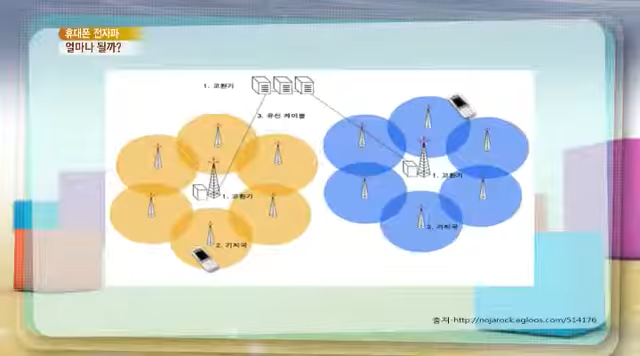 휴대폰 전자파
얼마나 될까?
1. 교환기
3. 유선 케이블
1. 교환기
1. 교환기
2. 기지국
3. 기지국
출처-http://nojarock.egloos.com/514176